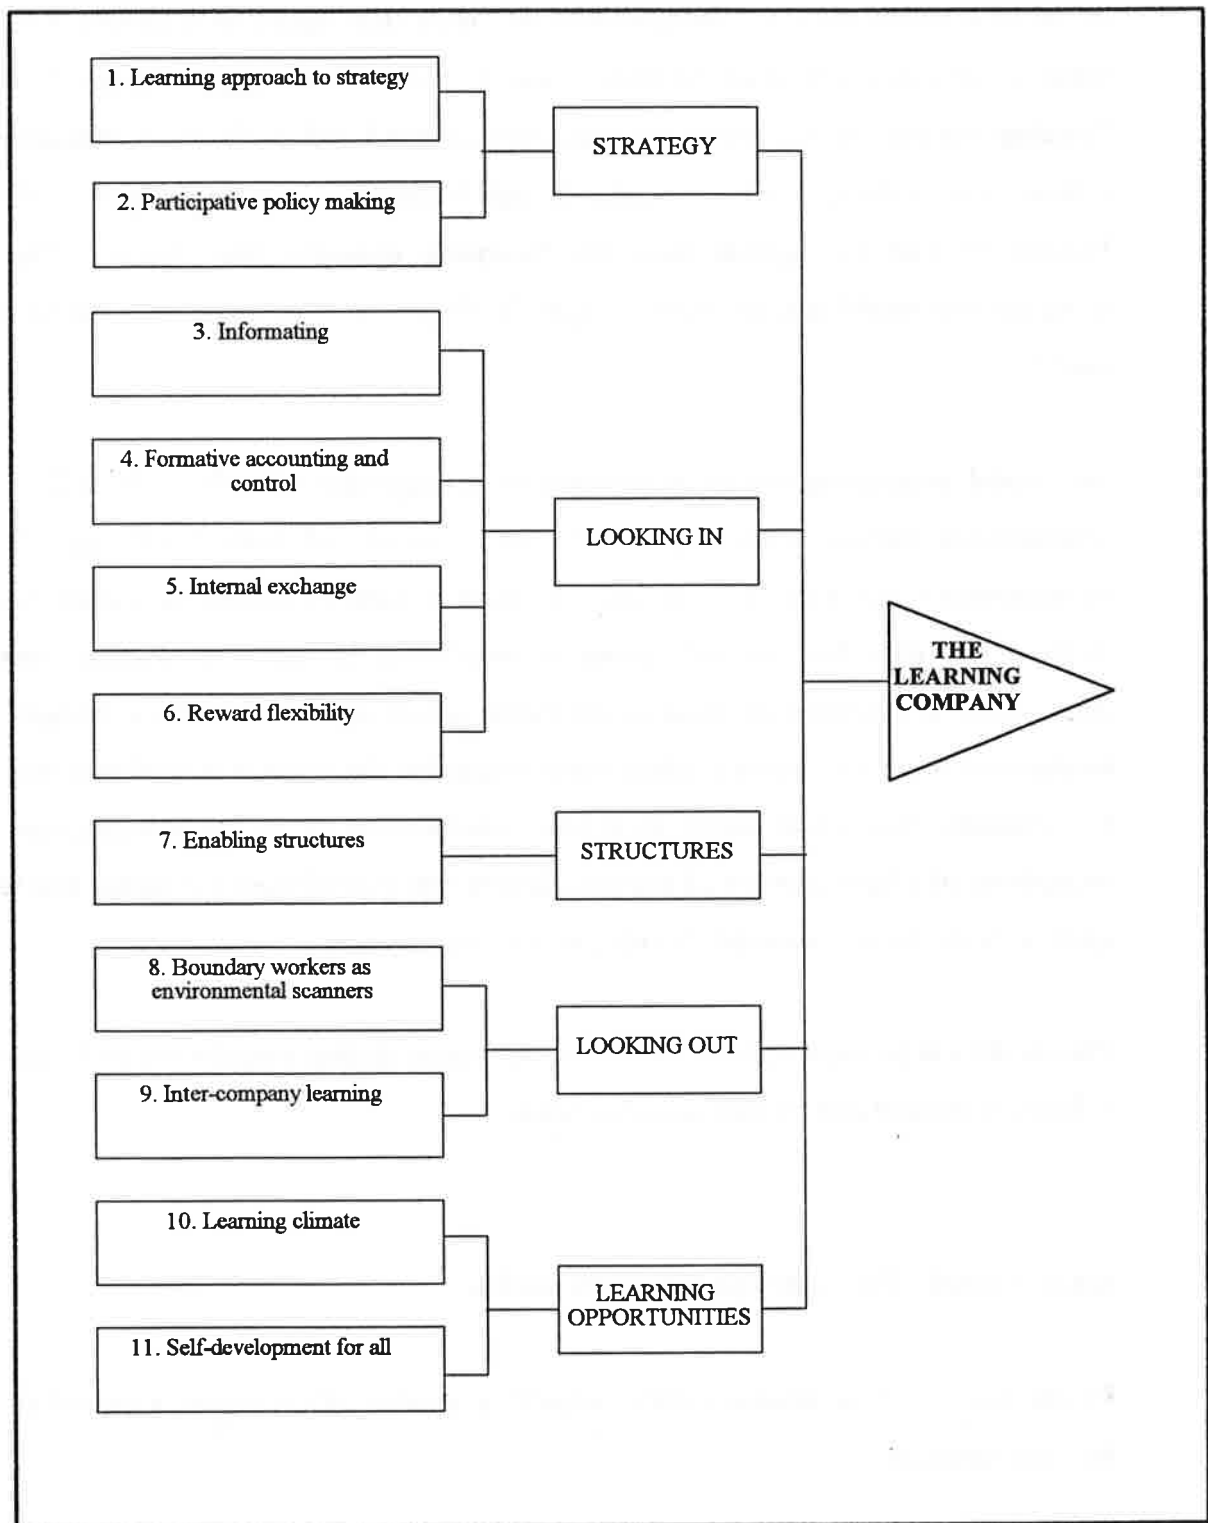 1. Learning approach to strategy
2. Participative policy making
STRATEGY
3. Informating
4. Formative accounting and
control
5. Internal exchange
6. Reward flexibility
LOOKING IN
7. Enabling structures
STRUCTURES
8. Boundary workers as
environmental scanners
9. Inter-company learning
LOOKING OUT
10. Learning climate
11. Self-development for all
LEARNING
OPPORTUNITIES
THE
LEARNING
COMPANY